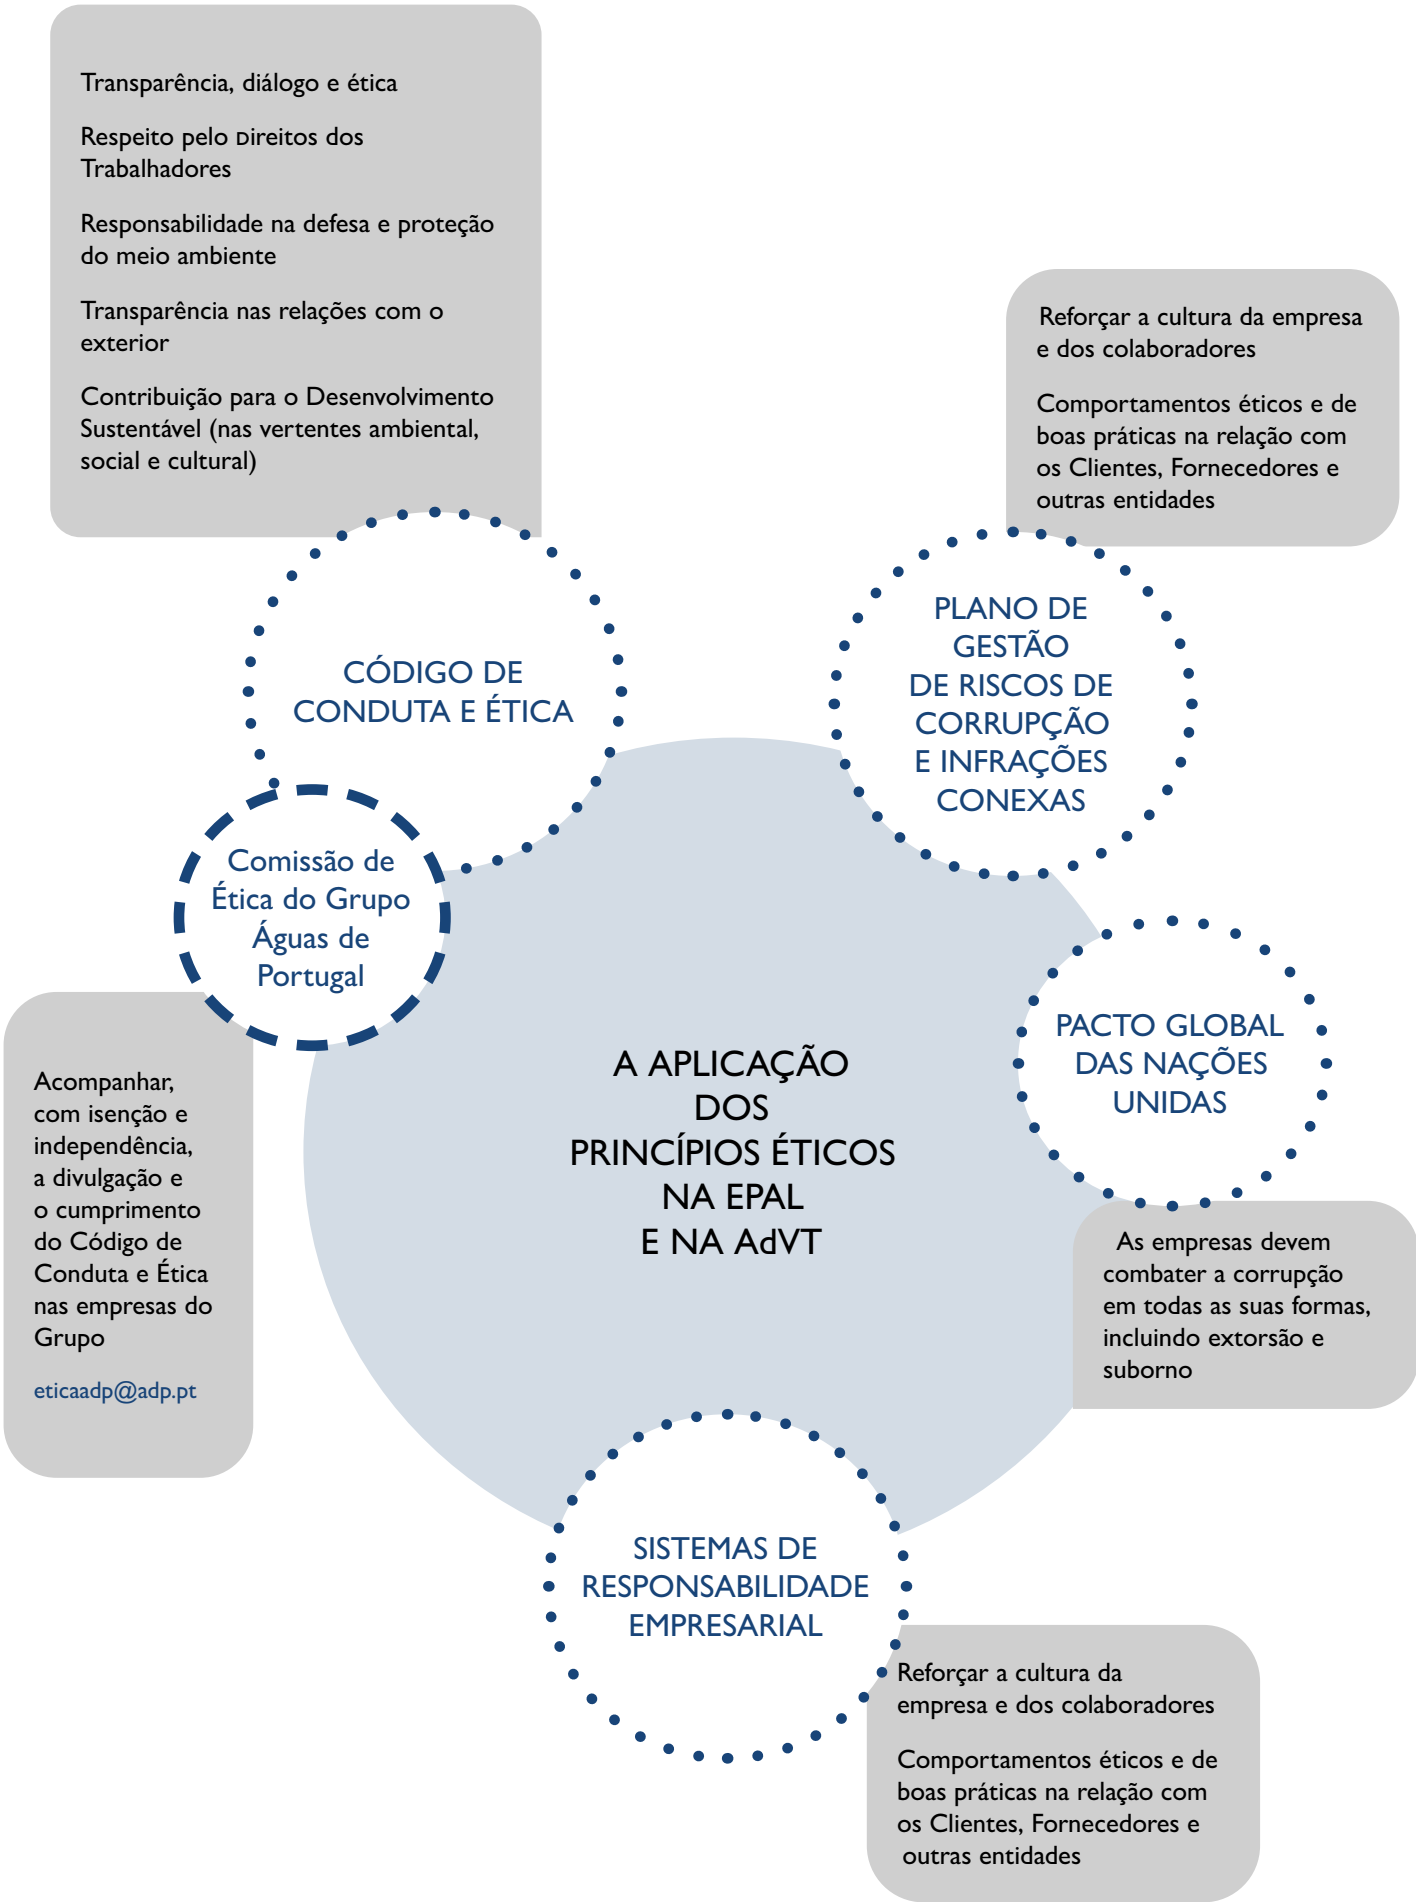 Transparência, diálogo e ética
Respeito pelo Direitos dos
Trabalhadores
Responsabilidade na defesa e proteção
do meio ambiente
Transparência nas relações com o
exterior
Contribuição para o Desenvolvimento
Sustentável (nas vertentes ambiental,
social e cultural)
Reforçar a cultura da empresa
e dos colaboradores
Comportamentos éticos e de
boas práticas na relação com
os Clientes, Fornecedores e
outras entidades
CÓDIGO DE
CONDUTA E ÉTICA
PLANO DE
GESTÃO
DE RISCOS DE
CORRUPÇÃO
E INFRAÇÕES
CONEXAS
Comissão de
Ética do Grupo
Águas de
Portugal
PACTO GLOBAL
DAS NAÇÕES
UNIDAS
A APLICAÇÃO
DOS
PRINCÍPIOS ÉTICOS
NA EPAL
E NA AdVT
Acompanhar,
com isenção e
independência,
a divulgação e
o cumprimento
do Código de
Conduta e Ética
nas empresas do
Grupo
eticaadp@adp.pt
As empresas devem
combater a corrupção
em todas as suas formas,
incluindo extorsão e
suborno
SISTEMAS DE
RESPONSABILIDADE
EMPRESARIAL
Reforçar a cultura da
empresa e dos colaboradores
Comportamentos éticos e de
boas práticas na relação com
os Clientes, Fornecedores e
outras entidades